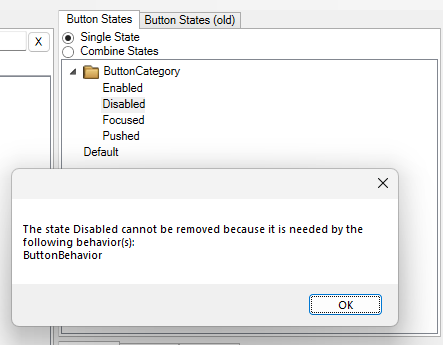 Button States
Button States (old)
X
Single State
Combine States
ButtonCategory
Enabled
Disabled
Focused
Pushed
Default
The state Disabled cannot be removed because it is needed by the
following behavior(s):
ButtonBehavior
OK